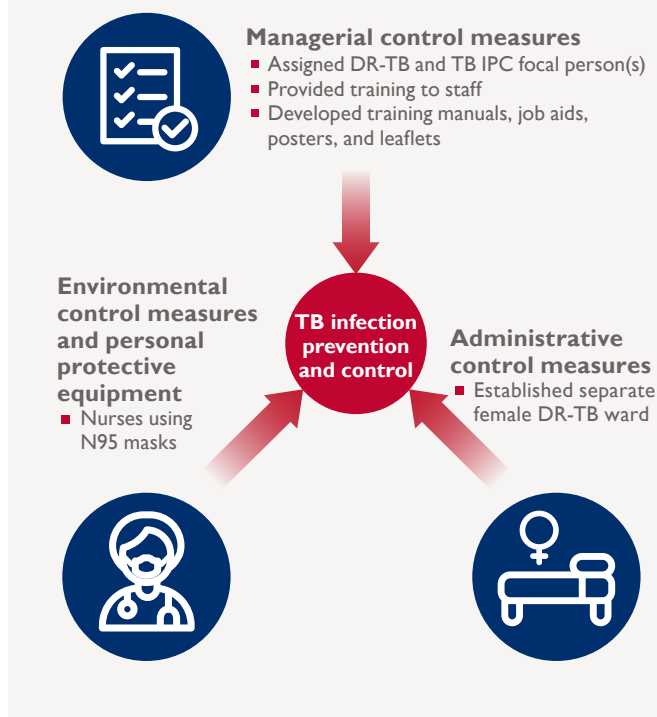 Managerial control measures
Assigned DR-TB and TB IPC focal person(s)
Provided training to staff
Developed training manuals, job aids,
posters, and leaflets
Environmental
control measures
and personal
protective
equipment
Nurses using
N95 masks
TB infection
prevention
and control
Administrative
control measures
Established separate
female DR-TB ward